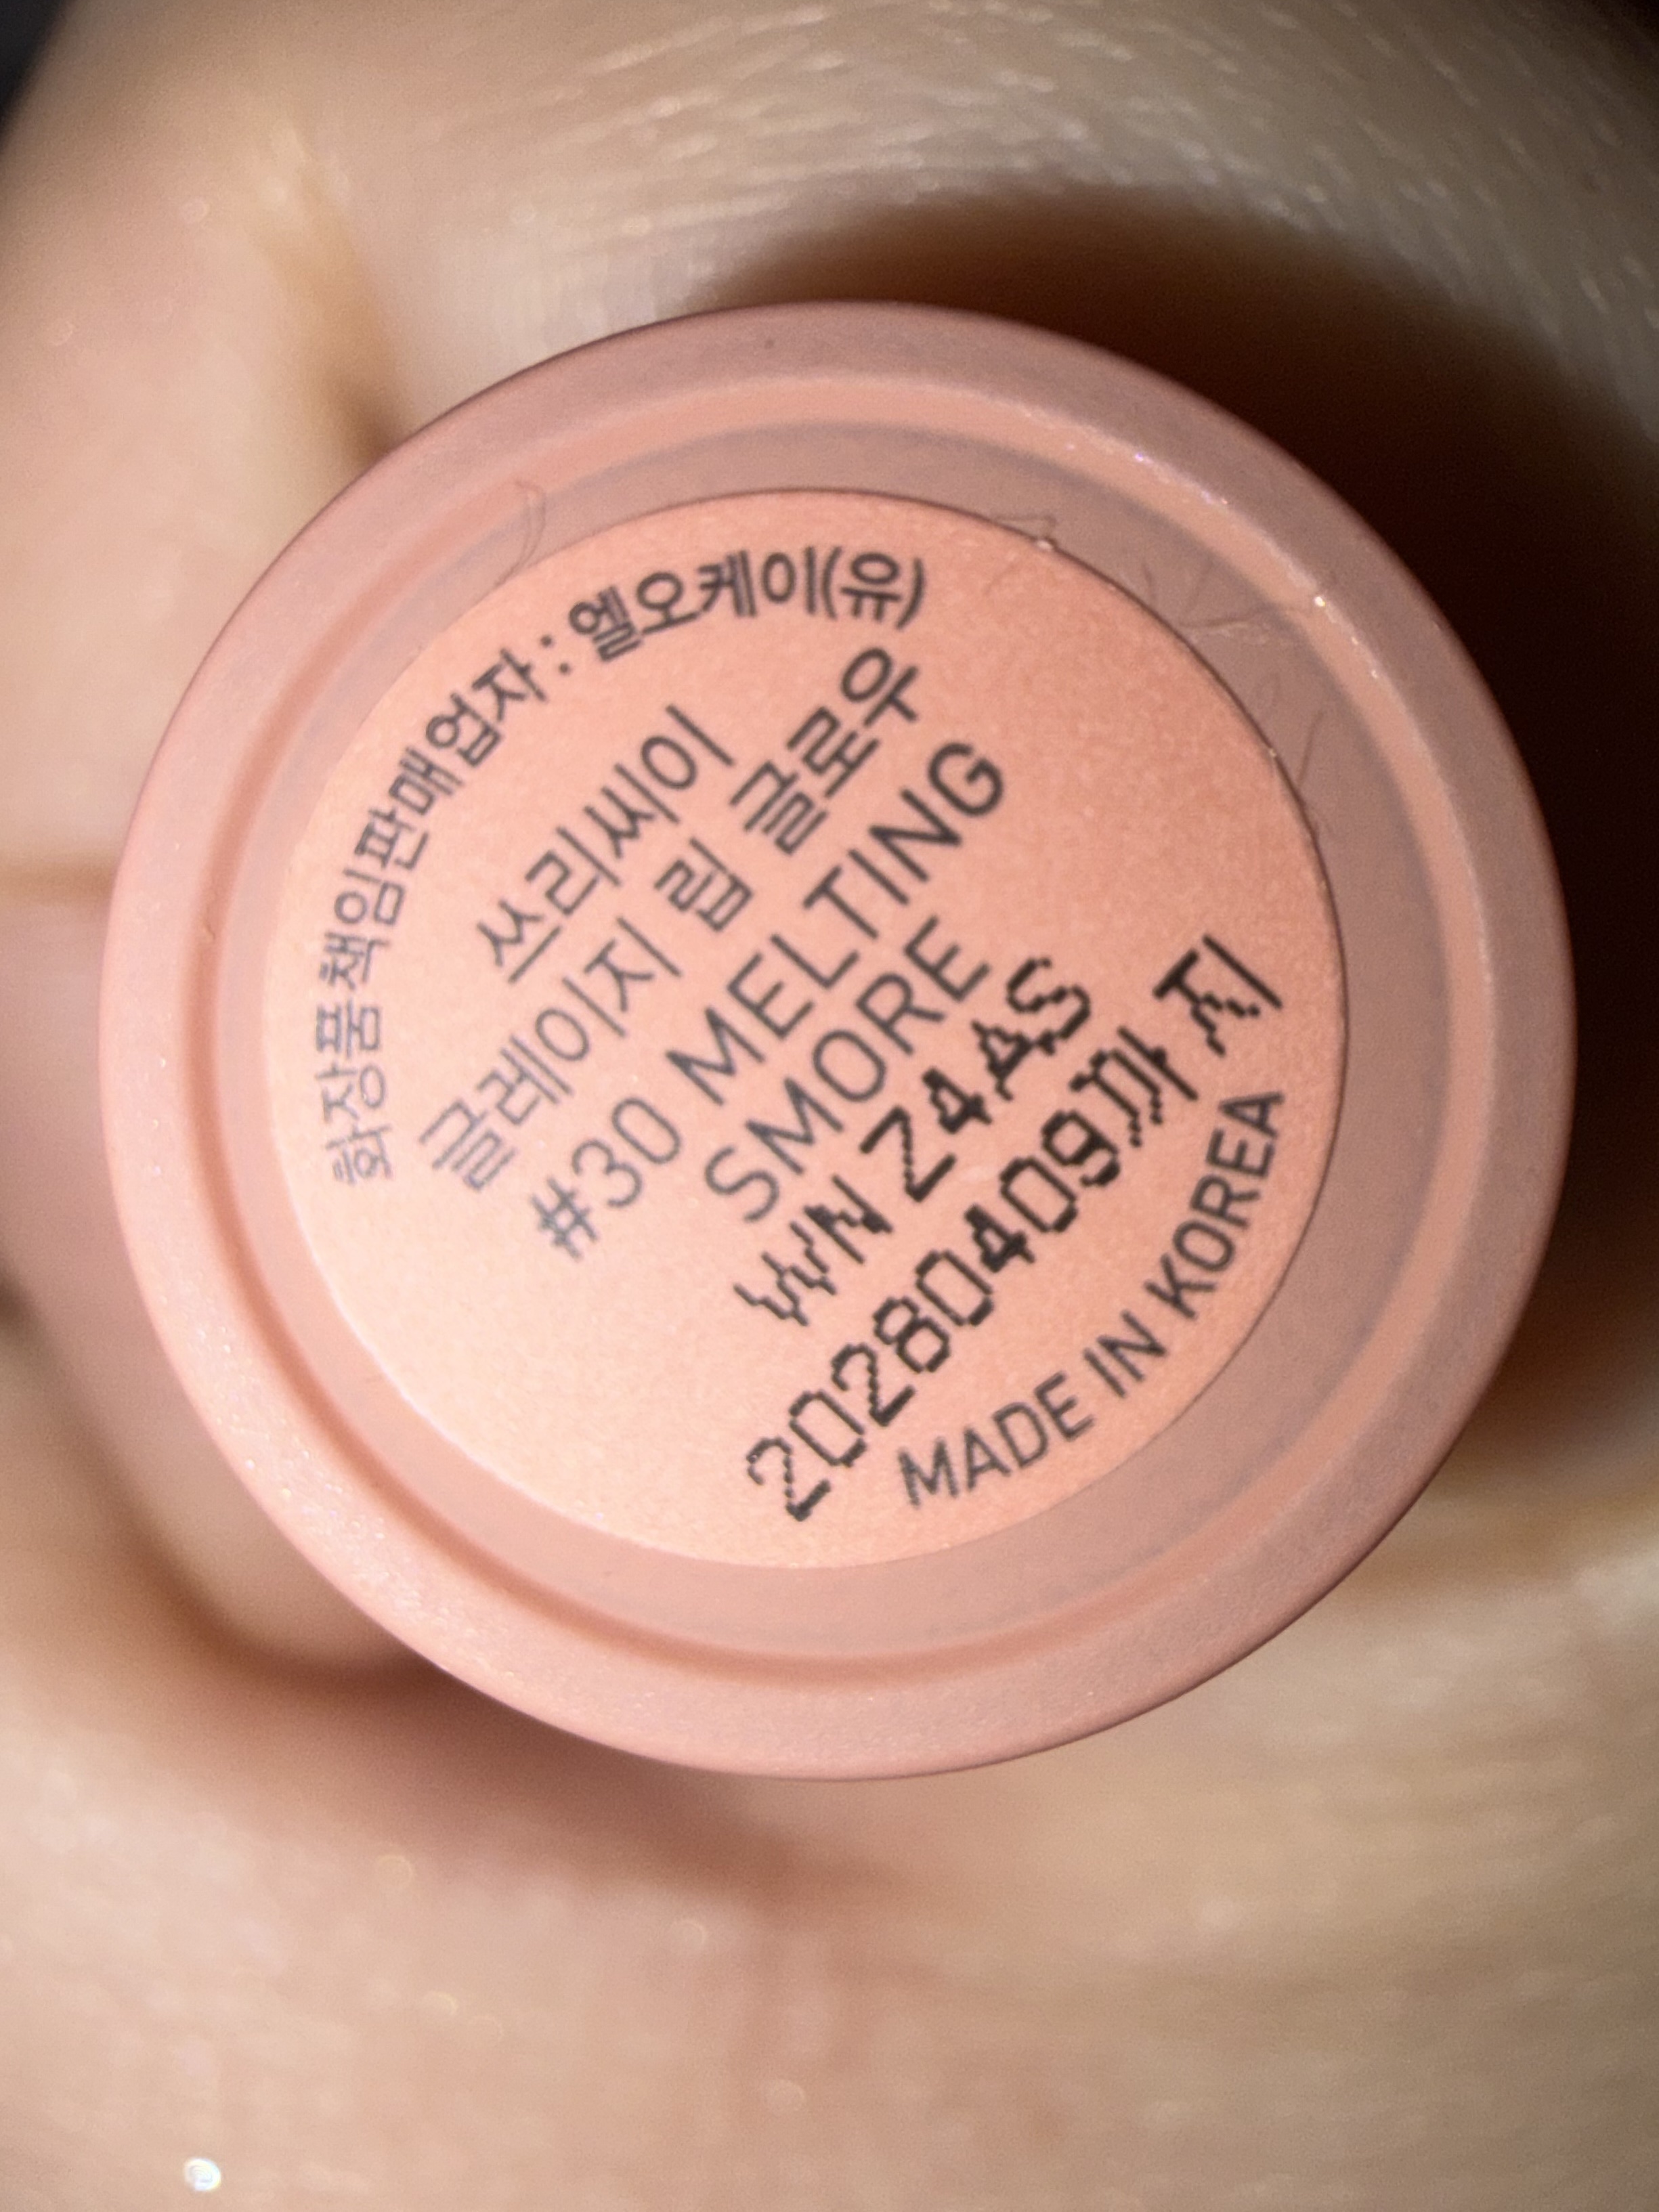 화장품책임판매업자 : 엘오케이(유)
쓰리씨이
글레이지 립 글로우
#30 MELTING
SMORE
WN Z44S
20280409까지
MADE IN KOREA